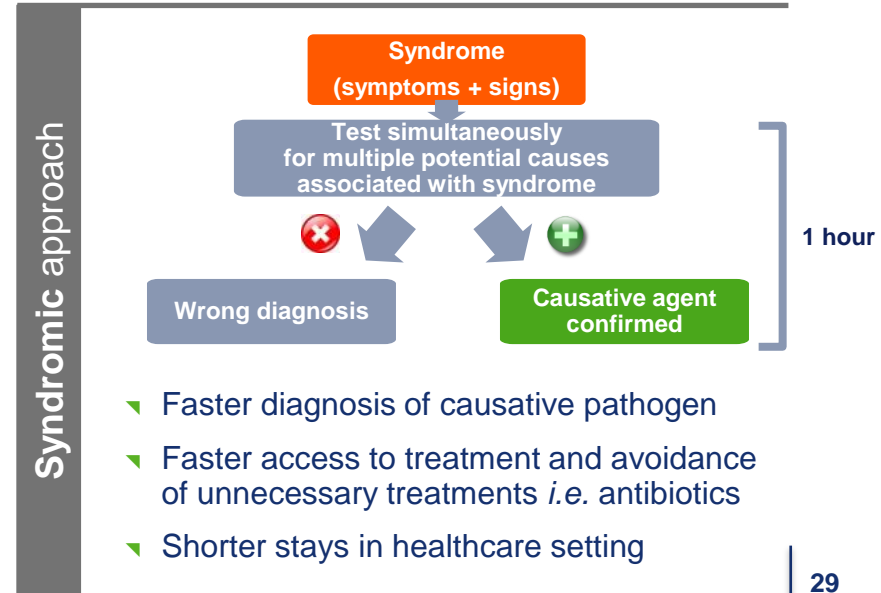 Syndromic approach
Syndrome
(symptoms + signs)
Test simultaneously
for multiple potential causes
associated with syndrome
1 hour
Wrong diagnosis
Causative agent
confirmed
Faster diagnosis of causative pathogen
Faster access to treatment and avoidance
of unnecessary treatments i.e. antibiotics
Shorter stays in healthcare setting
29